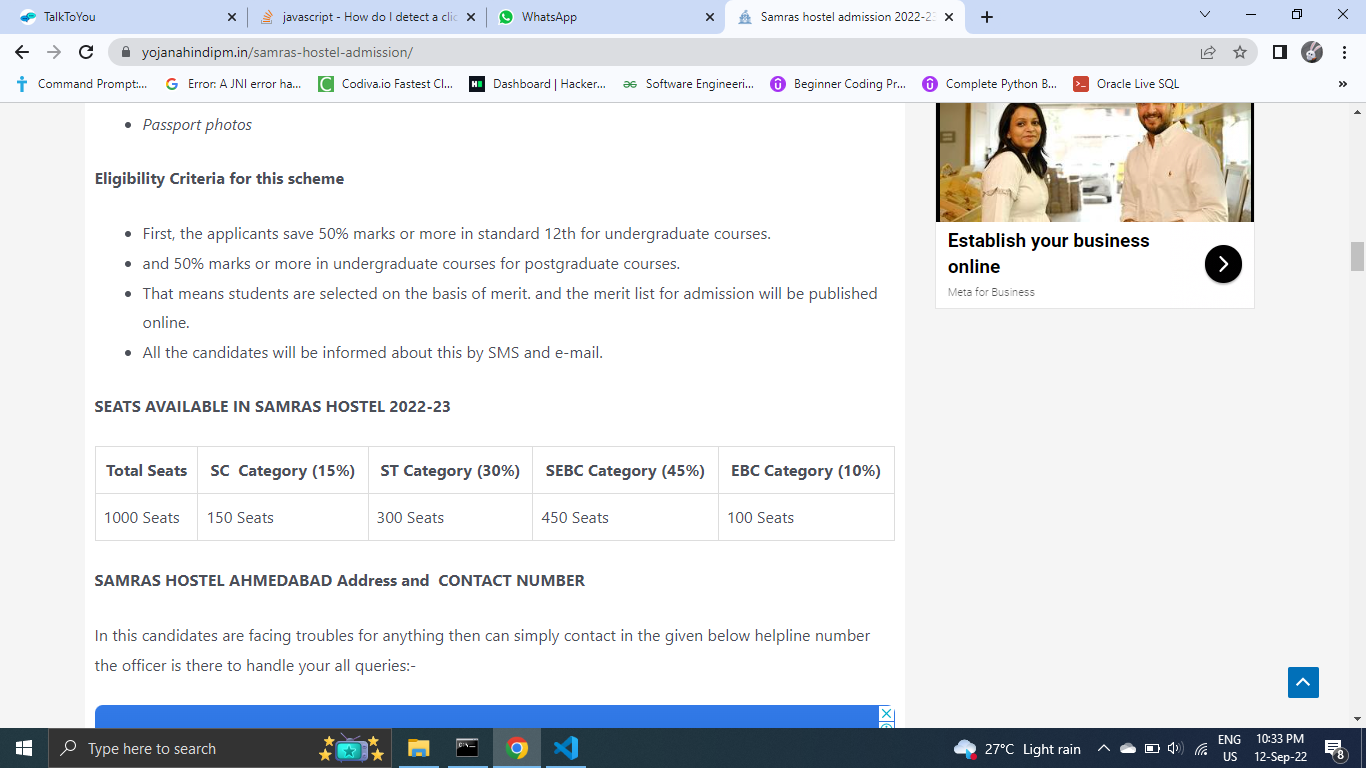 TalkToYou
javascript - How do I detect a clic
WhatsApp
Samras hostel admission 2022-23
yojanahindipm.in/samras-hostel-admission/
Command Prompt:...
Error: A JNI error ha...
Codiva.io Fastest Cl...
Dashboard | Hacker...
Software Engineeri...
Beginner Coding Pr...
Complete Python B...
Oracle Live SQL
Passport photos
Eligibility Criteria for this scheme
First, the applicants save 50% marks or more in standard 12th for undergraduate courses.
and 50% marks or more in undergraduate courses for postgraduate courses.
That means students are selected on the basis of merit. and the merit list for admission will be published
online.
All the candidates will be informed about this by SMS and e-mail.
SEATS AVAILABLE IN SAMRAS HOSTEL 2022-23
Total Seats SC Category (15%) ST Category (30%) SEBC Category (45%) EBC Category (10%)
1000 Seats 150 Seats 300 Seats 450 Seats 100 Seats
SAMRAS HOSTEL AHMEDABAD Address and CONTACT NUMBER
In this candidates are facing troubles for anything then can simply contact in the given below helpline number
the officer is there to handle your all queries:-
Establish your business
online
Meta for Business
Type here to search
27°C Light rain
ENG
US
10:33 PM
12-Sep-22
8